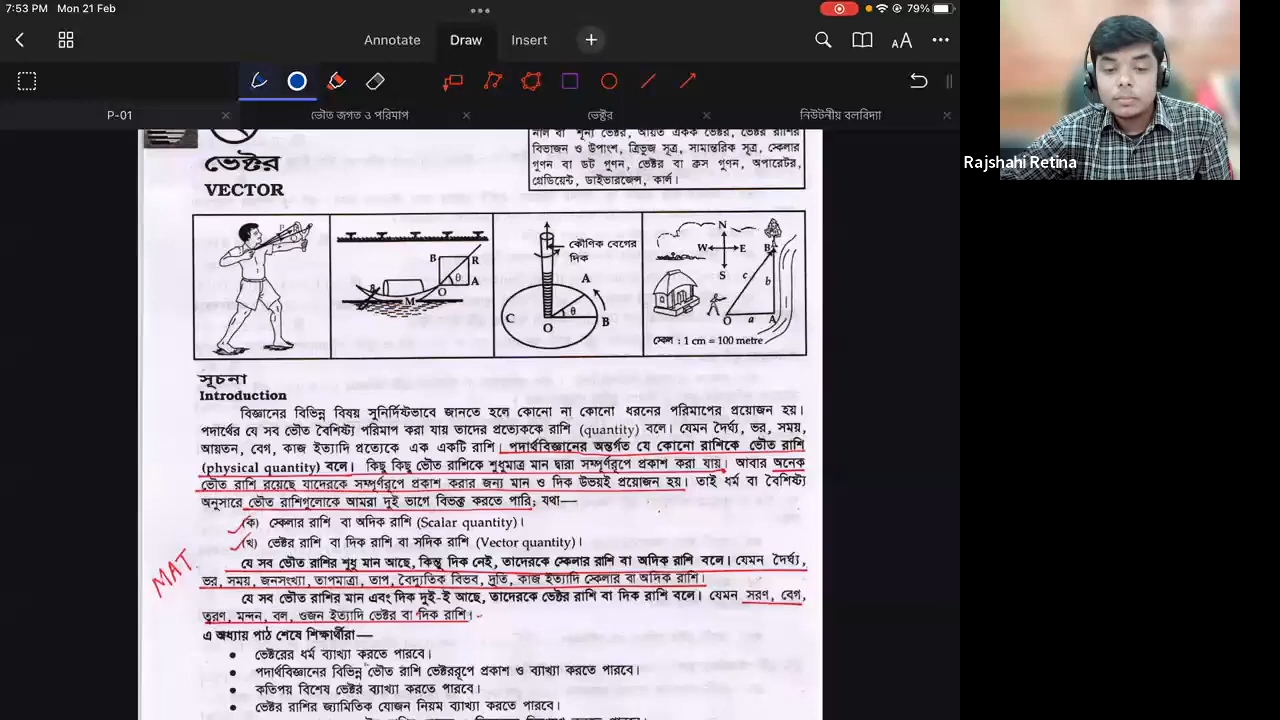 7:53 PM Mon 21 Feb
79%
Annotate Draw Insert
AA
P-01
ভৌত জগত ও পরিমাপ
ভেক্টর
নিউটনীয় বলবিদ্যা
Rajshahi Retina
ভেক্টর
VECTOR
নাল বা শূন্য ভেক্টর, আয়ত একক ভেক্টর, ভেক্টর রাশির
বিভাজন ও উপাংশ, ত্রিভুজ সূত্র, সামান্তরিক সূত্র, স্কেলার
গুণন বা ডট গুণন, ভেক্টর বা ক্রস গুণন, অপারেটর,
গ্রেডিয়েন্ট, ডাইভারজেন্স, কার্ল।
B R
θ
O A
M
কৌণিক বেগের
দিক
A
C θ B
O
N
W E B
S c b
O a A
স্কেল : 1 cm = 100 metre
সূচনা
Introduction
বিজ্ঞানের বিভিন্ন বিষয় সুনির্দিষ্টভাবে জানতে হলে কোনো না কোনো ধরনের পরিমাপের প্রয়োজন হয়।
পদার্থের যে সব ভৌত বৈশিষ্ট্য পরিমাপ করা যায় তাদের প্রত্যেককে রাশি (quantity) বলে। যেমন দৈর্ঘ্য, ভর, সময়,
আয়তন, বেগ, কাজ ইত্যাদি প্রত্যেকে এক একটি রাশি। পদার্থবিজ্ঞানের অন্তর্গত যে কোনো রাশিকে ভৌত রাশি
(physical quantity) বলে। কিছু কিছু ভৌত রাশিকে শুধুমাত্র মান দ্বারা সম্পূর্ণরূপে প্রকাশ করা যায়। আবার অনেক
ভৌত রাশি রয়েছে যাদেরকে সম্পূর্ণরূপে প্রকাশ করার জন্য মান ও দিক উভয়ই প্রয়োজন হয়। তাই ধর্ম বা বৈশিষ্ট্য
অনুসারে ভৌত রাশিগুলোকে আমরা দুই ভাগে বিভক্ত করতে পারি; যথা—
(ক) স্কেলার রাশি বা অদিক রাশি (Scalar quantity)।
(খ) ভেক্টর রাশি বা দিক রাশি বা সদিক রাশি (Vector quantity)।
MAT
যে সব ভৌত রাশির শুধু মান আছে, কিন্তু দিক নেই, তাদেরকে স্কেলার রাশি বা অদিক রাশি বলে। যেমন দৈর্ঘ্য,
ভর, সময়, জনসংখ্যা, তাপমাত্রা, তাপ, বৈদ্যুতিক বিভব, দ্রুতি, কাজ ইত্যাদি স্কেলার বা অদিক রাশি।
যে সব ভৌত রাশির মান এবং দিক দুই-ই আছে, তাদেরকে ভেক্টর রাশি বা দিক রাশি বলে। যেমন সরণ, বেগ,
ত্বরণ, মন্দন, বল, ওজন ইত্যাদি ভেক্টর বা দিক রাশি।
এ অধ্যায় পাঠ শেষে শিক্ষার্থীরা—
• ভেক্টরের ধর্ম ব্যাখ্যা করতে পারবে।
• পদার্থবিজ্ঞানের বিভিন্ন ভৌত রাশি ভেক্টররূপে প্রকাশ ও ব্যাখ্যা করতে পারবে।
• কতিপয় বিশেষ ভেক্টর ব্যাখ্যা করতে পারবে।
• ভেক্টর রাশির জ্যামিতিক যোজন নিয়ম ব্যাখ্যা করতে পারবে।